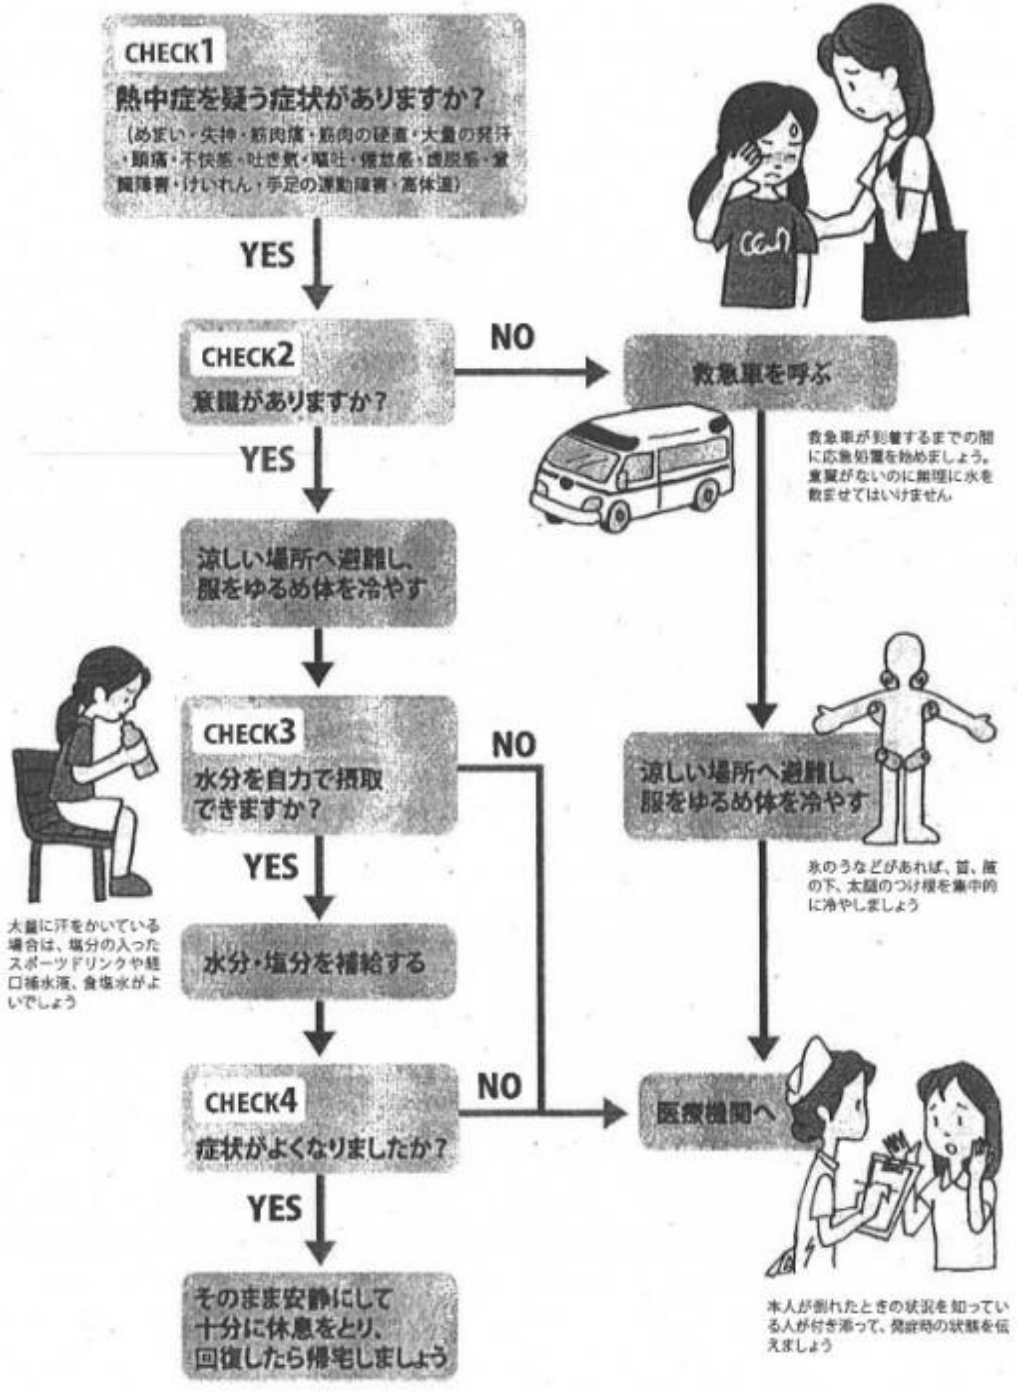 CHECK1
熱中症を疑う症状がありますか？
（めまい・失神・筋肉痛・筋肉の硬直・大量の発汗
・頭痛・不快感・吐き気・嘔吐・倦怠感・虚脱感・意
識障害・けいれん・手足の運動障害・高体温）
YES
CHECK2
意識がありますか？
NO
救急車を呼ぶ
救急車が到着するまでの間
に応急処置を始めましょう。
意識がないのに無理に水を
飲ませてはいけません
YES
涼しい場所へ避難し、
服をゆるめ体を冷やす
CHECK3
水分を自力で摂取
できますか？
NO
涼しい場所へ避難し、
服をゆるめ体を冷やす
氷のうなどがあれば、首、腋
の下、太腿のつけ根を集中的
に冷やしましょう
YES
大量に汗をかいている
場合は、塩分の入った
スポーツドリンクや経
口補水液、食塩水がよ
いでしょう
水分・塩分を補給する
CHECK4
症状がよくなりましたか？
NO
医療機関へ
本人が倒れたときの状況を知ってい
る人が付き添って、発症時の状態を伝
えましょう
YES
そのまま安静にして
十分に休息をとり、
回復したら帰宅しましょう